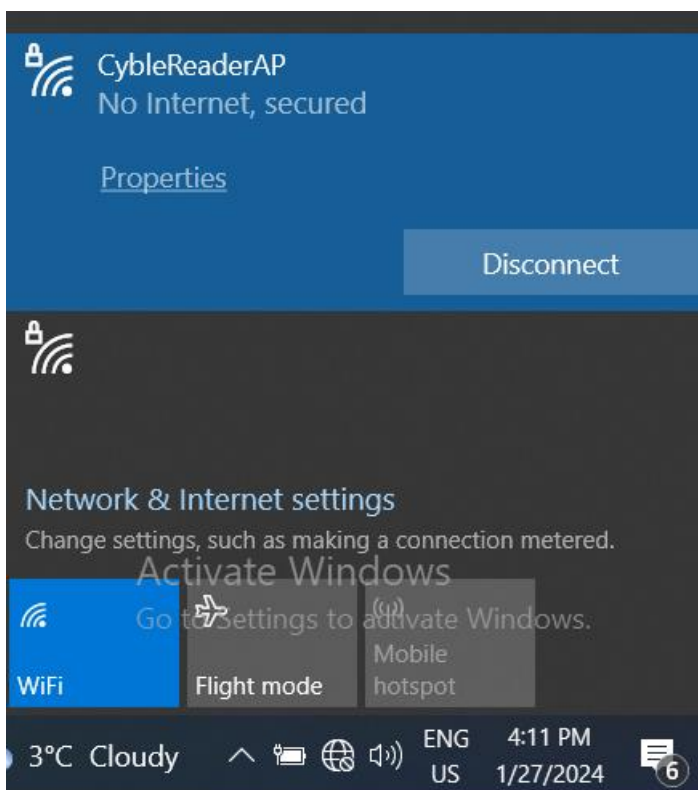 CybleReaderAP
No Internet, secured
Properties
Disconnect
Network & Internet settings
Change settings, such as making a connection metered.
Activate Windows
Go to Settings to activate Windows.
WiFi
Flight mode
Mobile
hotspot
3°C Cloudy
ENG
US
4:11 PM
1/27/2024
6